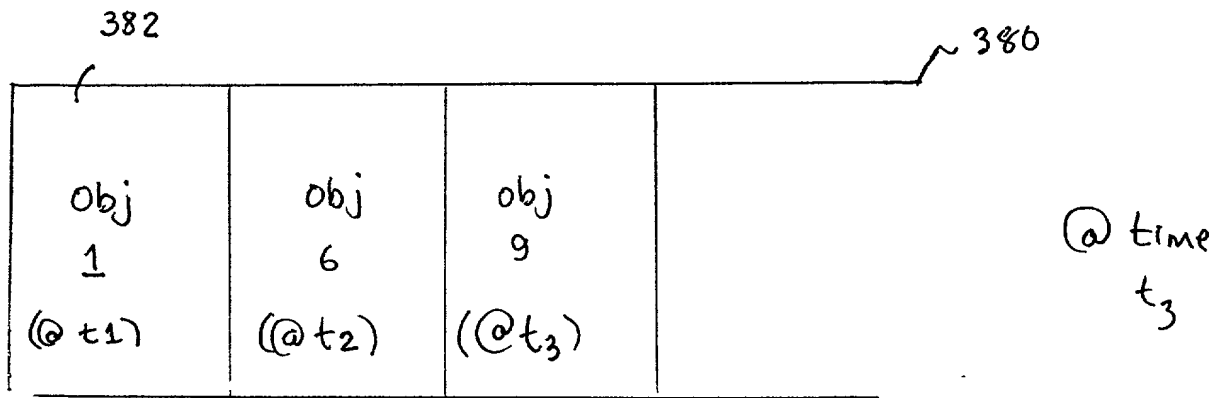 382
380
Obj
1
(@ t1)
obj
6
(@ t2)
obj
9
(@ t3)
@ time
t3